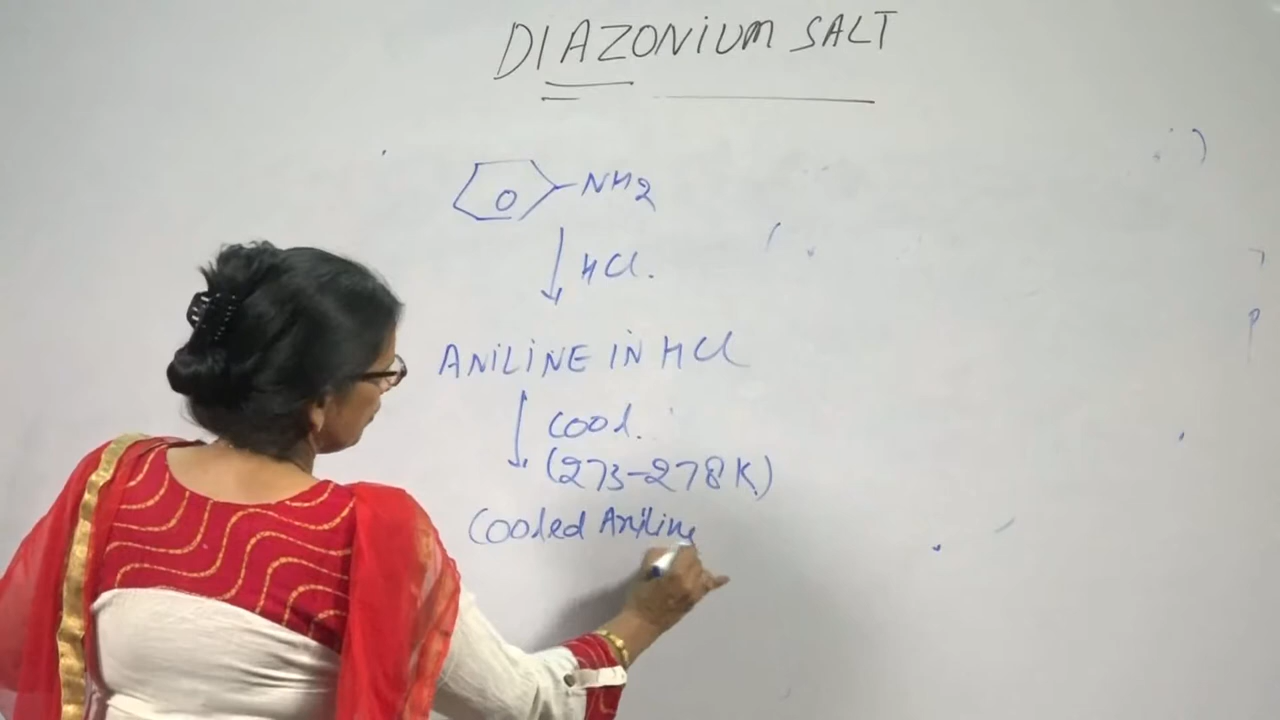 DIAZONIUM SALT
O -NH2
HCl.
ANILINE IN HCl
Cool.
(273-278K)
Cooled Aniline